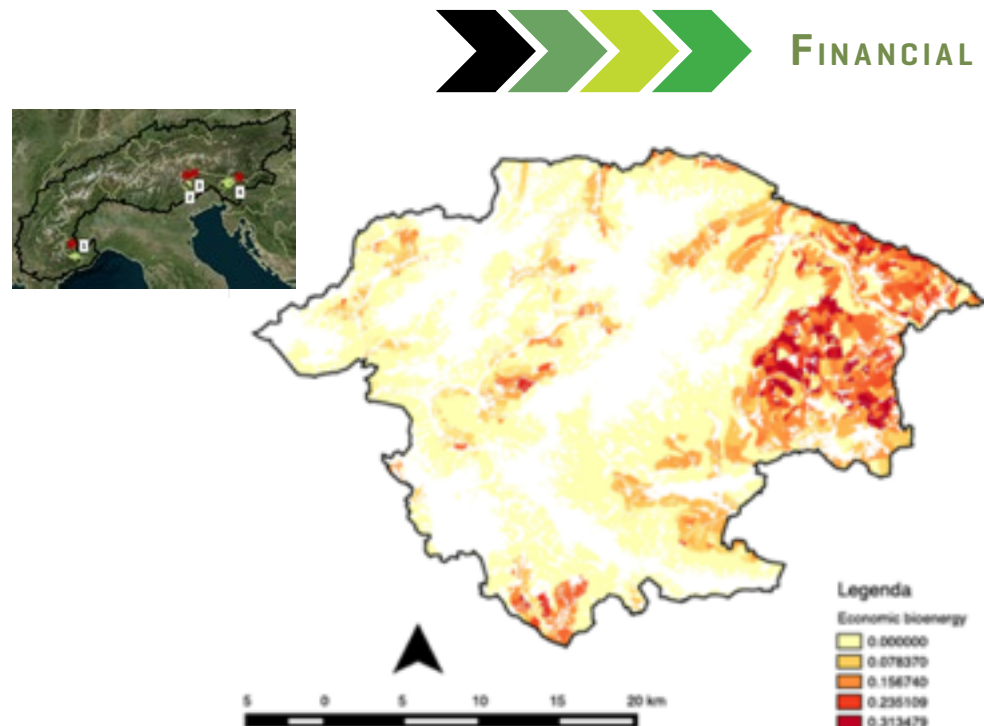 FINANCIAL
Legenda
Economic bioenergy
0.000000
0.078370
0.156740
0.235109
0.313479
5 0 5 10 15 20 km